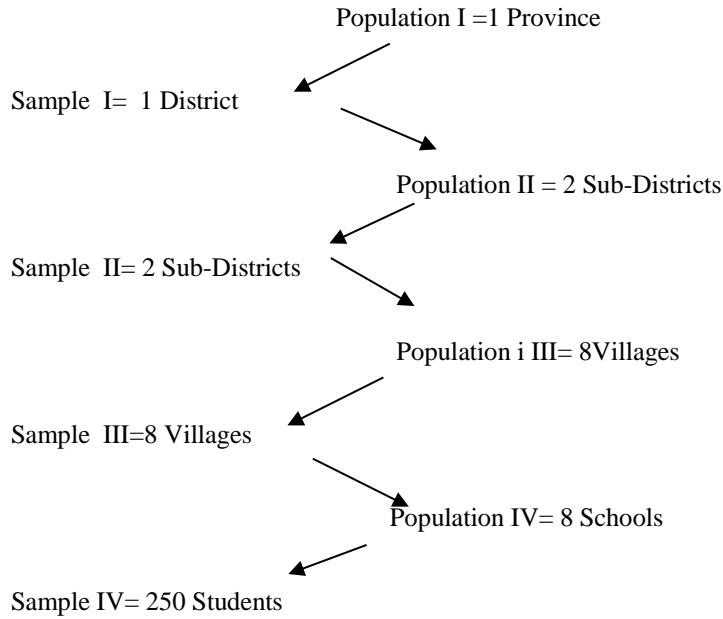 Population I =1 Province
Sample I= 1 District
Population II = 2 Sub-Districts
Sample II= 2 Sub-Districts
Population i III= 8Villages
Sample III=8 Villages
Population IV= 8 Schools
Sample IV= 250 Students